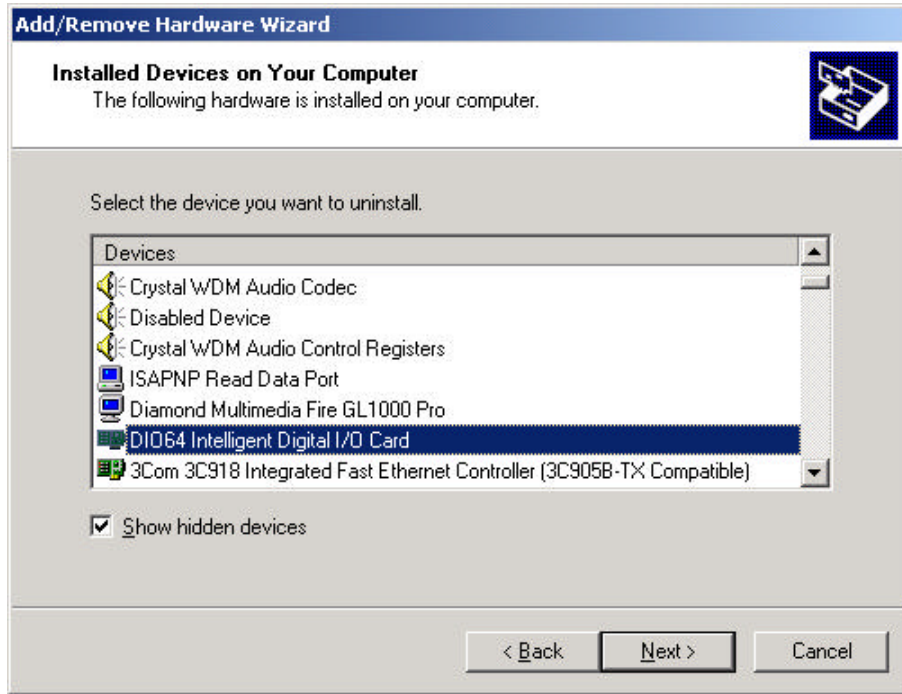 Add/Remove Hardware Wizard
Installed Devices on Your Computer
The following hardware is installed on your computer.
Select the device you want to uninstall.
Devices
Crystal WDM Audio Codec
Disabled Device
Crystal WDM Audio Control Registers
ISAPNP Read Data Port
Diamond Multimedia Fire GL1000 Pro
DIO64 Intelligent Digital I/O Card
3Com 3C918 Integrated Fast Ethernet Controller (3C905B-TX Compatible)
Show hidden devices
< Back Next > Cancel